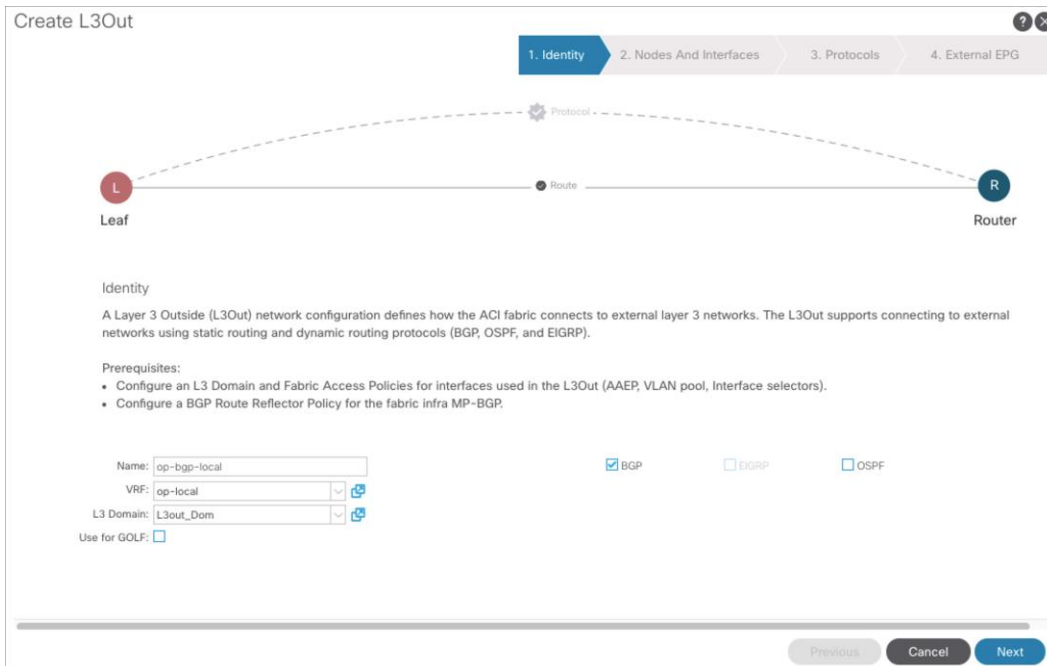 Create L3Out
?
1. Identity
2. Nodes And Interfaces
3. Protocols
4. External EPG
Protocol
L
Route
R
Leaf
Router
Identity
A Layer 3 Outside (L3Out) network configuration defines how the ACI fabric connects to external layer 3 networks. The L3Out supports connecting to external
networks using static routing and dynamic routing protocols (BGP, OSPF, and EIGRP).
Prerequisites:
• Configure an L3 Domain and Fabric Access Policies for interfaces used in the L3Out (AAEP, VLAN pool, Interface selectors).
• Configure a BGP Route Reflector Policy for the fabric infra MP-BGP.
Name: op-bgp-local
BGP
EIGRP
OSPF
VRF: op-local
L3 Domain: L3out_Dom
Use for GOLF:
Previous
Cancel
Next